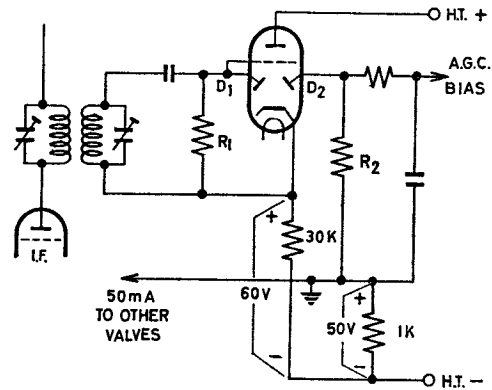 H.T. +
A.G.C.
BIAS
D1
D2
R1
R2
I.F.
+
30K
60V
50mA
TO OTHER
VALVES
+
50V
1K
−
−
H.T. −